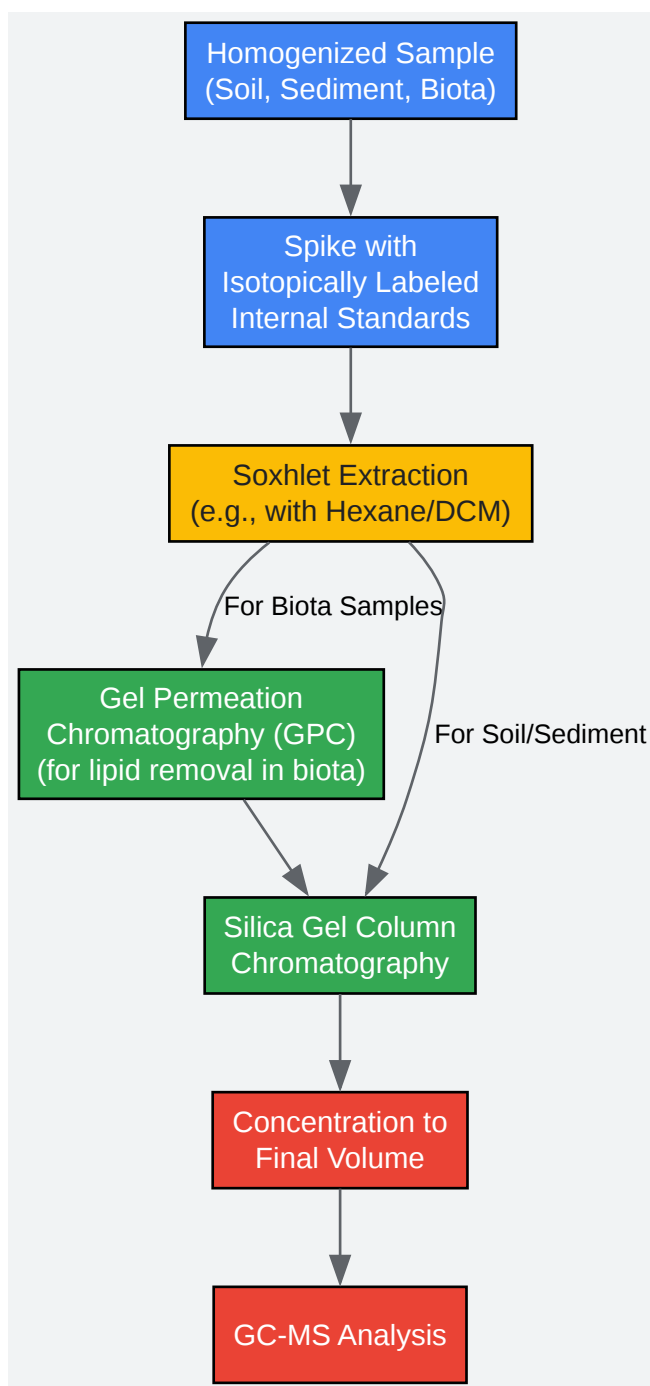 Homogenized Sample
(Soil, Sediment, Biota)
Spike with
Isotopically Labeled
Internal Standards
Soxhlet Extraction
(e.g., with Hexane/DCM)
For Biota Samples
Gel Permeation
Chromatography (GPC)
(for lipid removal in biota)
For Soil/Sediment
Silica Gel Column
Chromatography
Concentration to
Final Volume
GC-MS Analysis